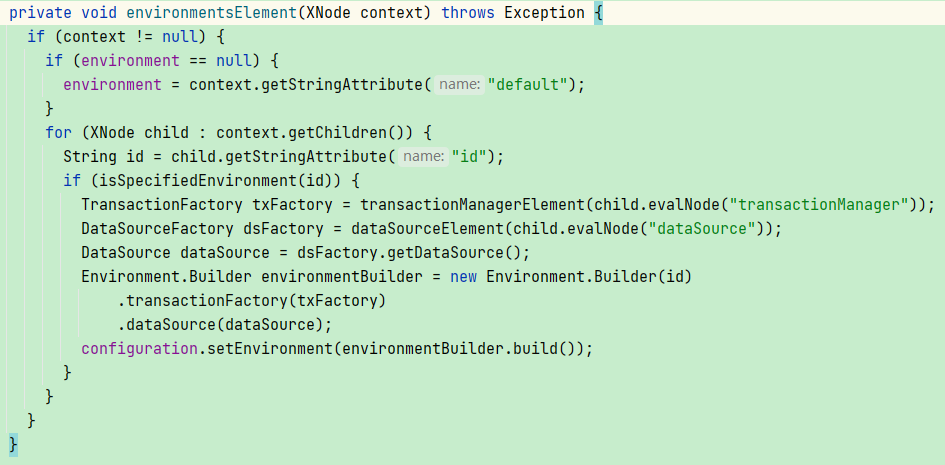 private void environmentsElement(XNode context) throws Exception {
  if (context != null) {
    if (environment == null) {
      environment = context.getStringAttribute( name: "default");
    }
    for (XNode child : context.getChildren()) {
      String id = child.getStringAttribute( name: "id");
      if (isSpecifiedEnvironment(id)) {
        TransactionFactory txFactory = transactionManagerElement(child.evalNode("transactionManager"));
        DataSourceFactory dsFactory = dataSourceElement(child.evalNode("dataSource"));
        DataSource dataSource = dsFactory.getDataSource();
        Environment.Builder environmentBuilder = new Environment.Builder(id)
            .transactionFactory(txFactory)
            .dataSource(dataSource);
        configuration.setEnvironment(environmentBuilder.build());
      }
    }
  }
}